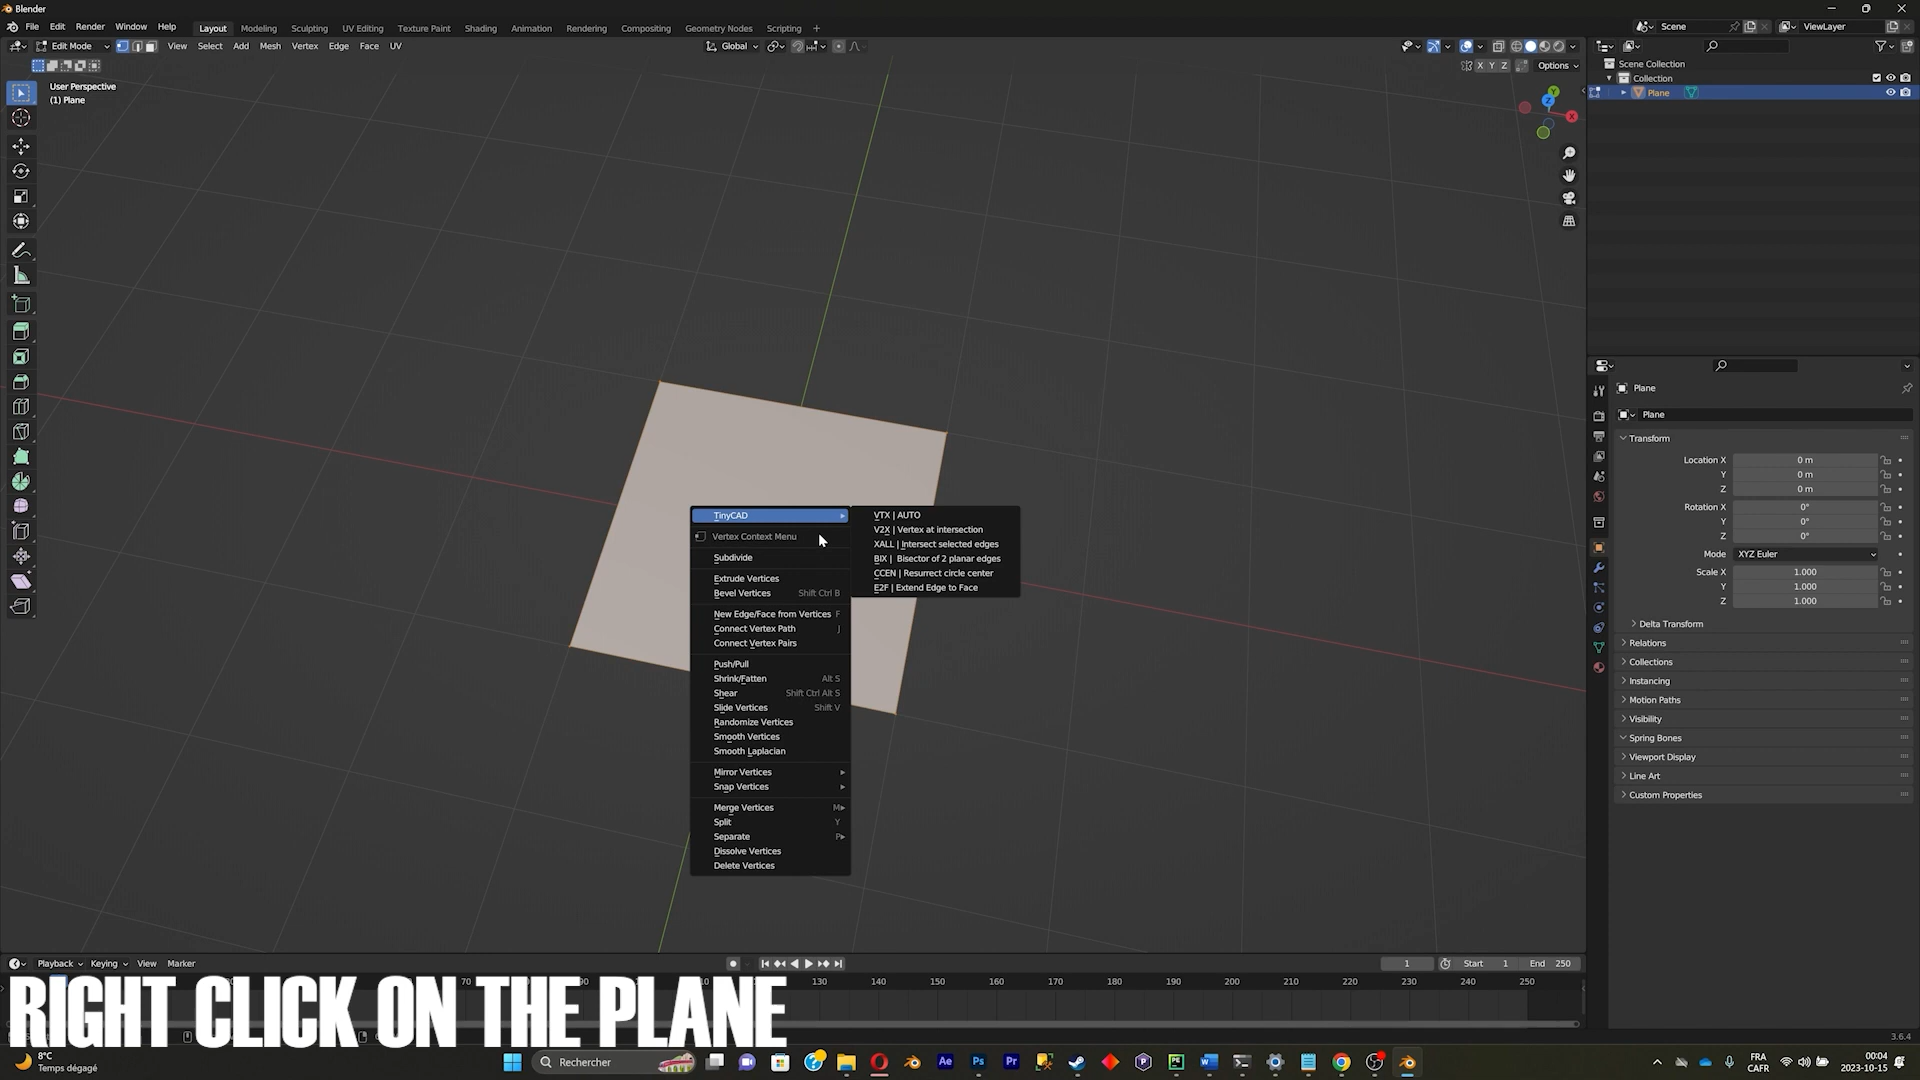 Blender
File Edit Render Window Help Layout Modeling Sculpting UV Editing Texture Paint Shading Animation Rendering Compositing Geometry Nodes Scripting + Scene ViewLayer
Edit Mode View Select Add Mesh Vertex Edge Face UV Global
X Y Z Options
User Perspective
(1) Plane
Scene Collection
Collection
Plane
Y
Z
X
TinyCAD
Vertex Context Menu
Subdivide
Extrude Vertices
Bevel Vertices Shift Ctrl B
New Edge/Face from Vertices F
Connect Vertex Path J
Connect Vertex Pairs
Push/Pull
Shrink/Fatten Alt S
Shear Shift Ctrl Alt S
Slide Vertices Shift V
Randomize Vertices
Smooth Vertices
Smooth Laplacian
Mirror Vertices
Snap Vertices
Merge Vertices M
Split Y
Separate P
Dissolve Vertices
Delete Vertices
VTX | AUTO
V2X | Vertex at intersection
XALL | Intersect selected edges
BIX | Bisector of 2 planar edges
CCEN | Resurrect circle center
E2F | Extend Edge to Face
Plane
Plane
Transform
Location X 0 m
Y 0 m
Z 0 m
Rotation X 0°
Y 0°
Z 0°
Mode XYZ Euler
Scale X 1.000
Y 1.000
Z 1.000
Delta Transform
Relations
Collections
Instancing
Motion Paths
Visibility
Spring Bones
Viewport Display
Line Art
Custom Properties
Playback Keying View Marker 1 Start 1 End 250
70 130 140 150 160 170 180 190 200 210 220 230 240 250
RIGHT CLICK ON THE PLANE
3.6.4
8°C
Temps dégagé
Rechercher
Ae Ps Pr
FRA
CAFR
00:04
2023-10-15